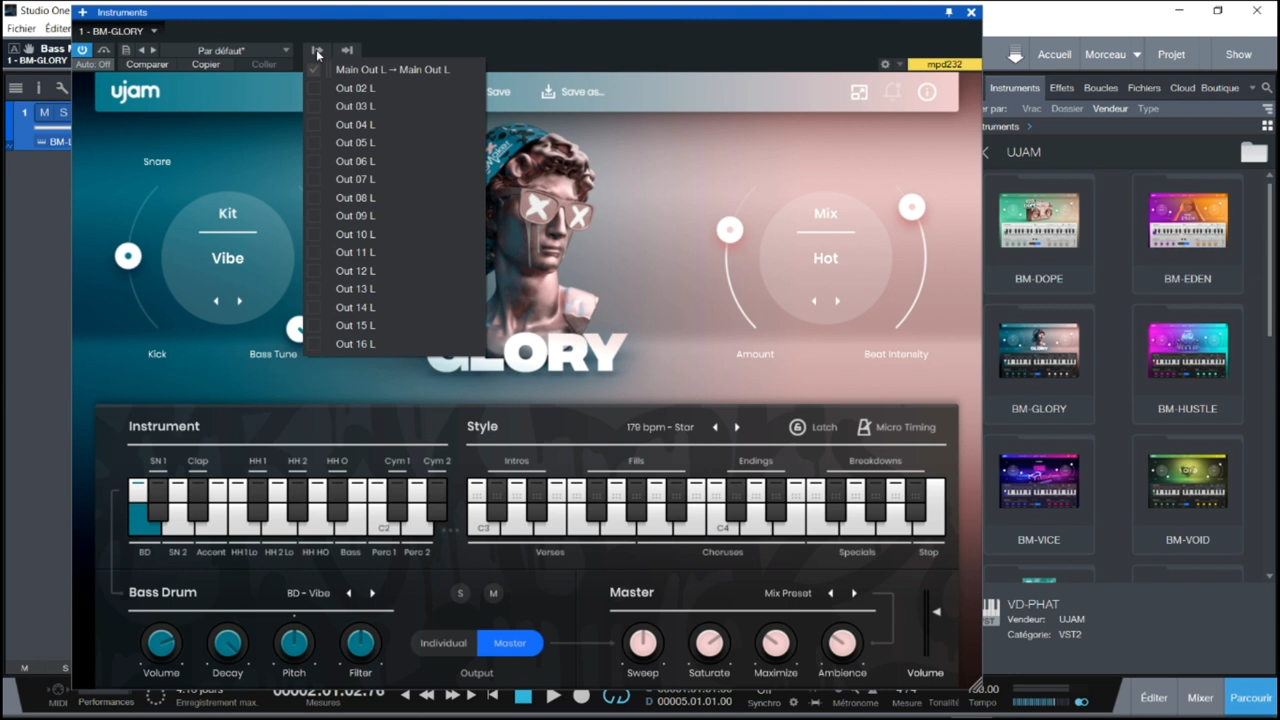 Studio One
Instruments
Fichier
Éditer
1 - BM-GLORY
Accueil
Morceau
Projet
Show
Bass
1 - BM-GLORY
Par défaut*
Auto: Off
Comparer
Copier
Coller
mpd232
Main Out L → Main Out L
Out 02 L
Out 03 L
Out 04 L
Out 05 L
Out 06 L
Out 07 L
Out 08 L
Out 09 L
Out 10 L
Out 11 L
Out 12 L
Out 13 L
Out 14 L
Out 15 L
Out 16 L
ujam
Save
Save as...
Instruments
Effets
Boucles
Fichiers
Cloud
Boutique
er par:
Vrac
Dossier
Vendeur
Type
truments
UJAM
1
M
S
BM-L
Snare
Kit
Vibe
Kick
Bass Tune
GLORY
Mix
Hot
Amount
Beat Intensity
BM-DOPE
BM-EDEN
BM-GLORY
BM-HUSTLE
BM-VICE
BM-VOID
Instrument
SN 1
Clap
HH 1
HH 2
HH O
Cym 1
Cym 2
C2
BD
SN 2
Accent
HH 1 Lo
HH 2 Lo
HH HO
Bass
Perc 1
Perc 2
Style
179 bpm - Star
Latch
Micro Timing
Intros
Fills
Endings
Breakdowns
C3
C4
Verses
Choruses
Specials
Stop
Bass Drum
BD - Vibe
S
M
Volume
Decay
Pitch
Filter
Individual
Master
Output
Master
Mix Preset
Sweep
Saturate
Maximize
Ambience
Volume
VD-PHAT
Vendeur:
UJAM
Catégorie:
VST2
VST
M
S
MIDI
Performances
Enregistrement max.
00002.01.02.76
Mesures
D 00005.01.01.00
Off
Synchro
Métronome
4 / 4
Mesure
Tonalité
Tempo
Éditer
Mixer
Parcourir